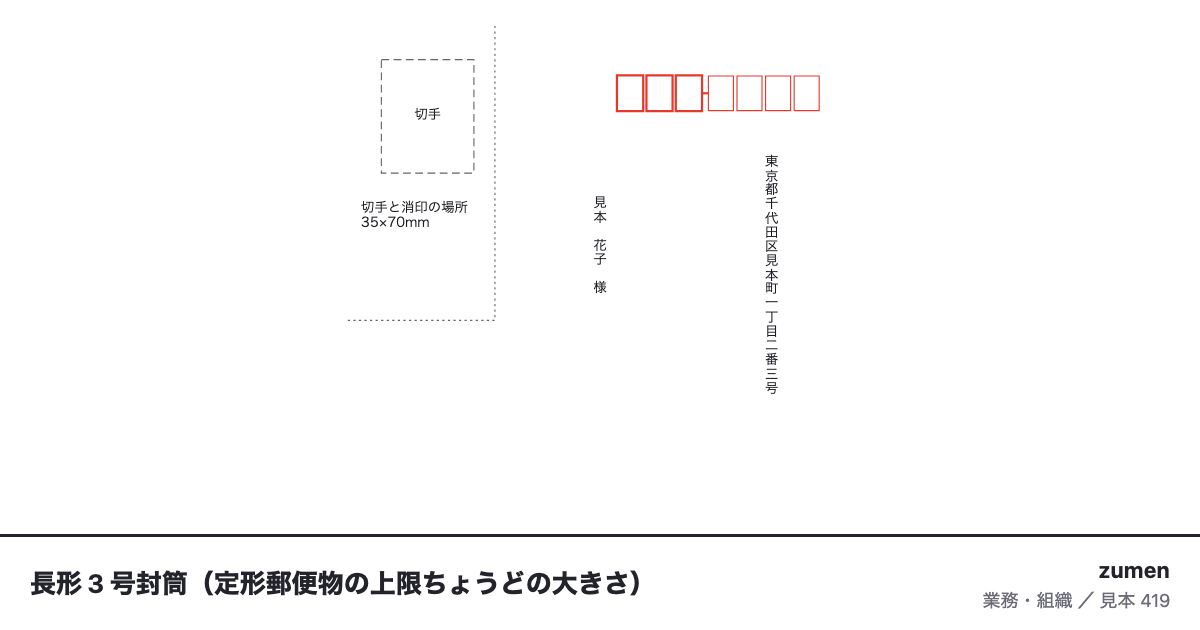 切手
切手と消印の場所
35×70mm
東京都千代田区見本町一丁目二番三号
見本　花子　様
長形 3 号封筒（定形郵便物の上限ちょうどの大きさ）
zumen
業務・組織 ／ 見本 419